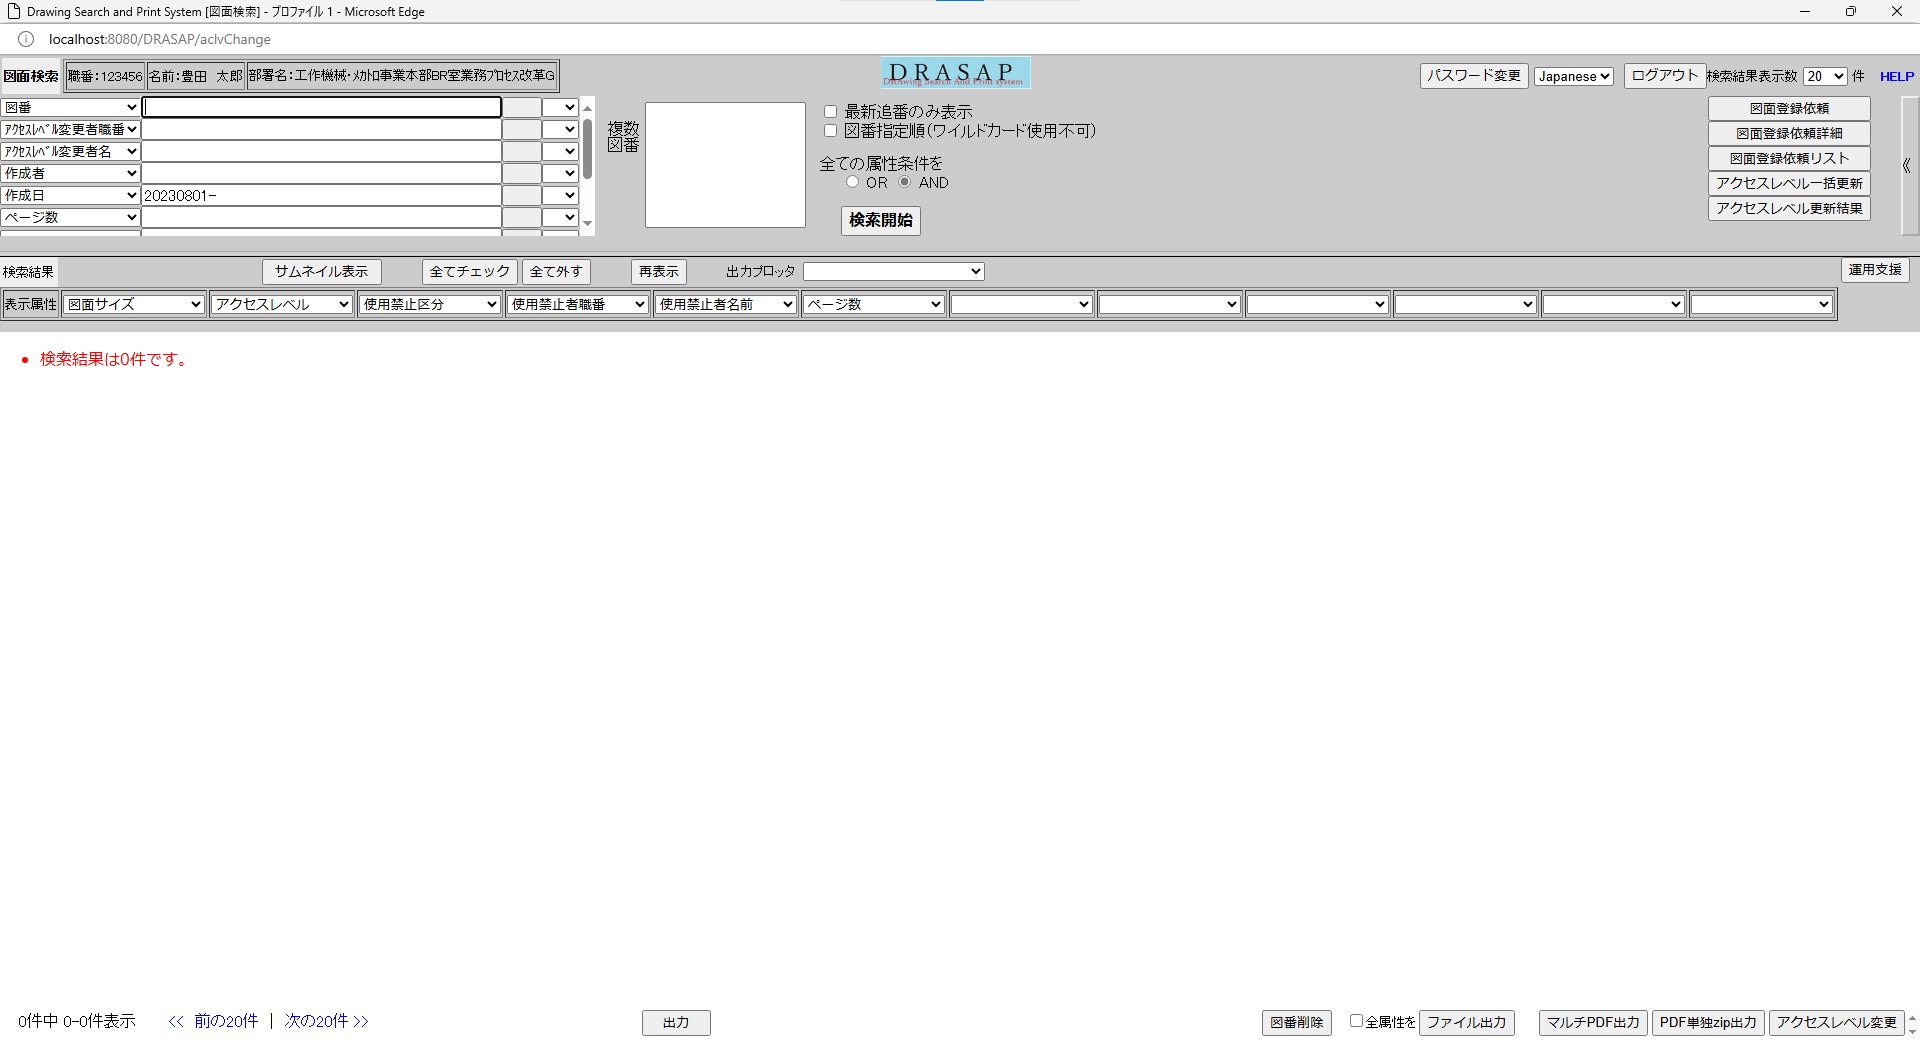 Drawing Search and Print System [図面検索] - プロファイル 1 - Microsoft Edge
localhost:8080/DRASAP/aclvChange
図面検索 職番:123456 名前:豊田　太郎 部署名:工作機械・ﾒｶﾄﾛ事業本部BR室業務ﾌﾟﾛｾｽ改革G DRASAP パスワード変更 Japanese ログアウト 検索結果表示数 20 件 HELP
DRAwing Search And Print system
図番
ｱｸｾｽﾚﾍﾞﾙ変更者職番
ｱｸｾｽﾚﾍﾞﾙ変更者名
作成者
作成日 20230801-
ページ数
複数
図番
最新追番のみ表示
図番指定順(ワイルドカード使用不可)
全ての属性条件を
OR AND
検索開始
図面登録依頼
図面登録依頼詳細
図面登録依頼リスト
アクセスレベル一括更新
アクセスレベル更新結果
《
検索結果 サムネイル表示 全てチェック 全て外す 再表示 出力プロッタ 運用支援
表示属性 図面サイズ アクセスレベル 使用禁止区分 使用禁止者職番 使用禁止者名前 ページ数
検索結果は0件です。
0件中 0-0件表示 << 前の20件 | 次の20件 >> 出力 図番削除 全属性を ファイル出力 マルチPDF出力 PDF単独zip出力 アクセスレベル変更